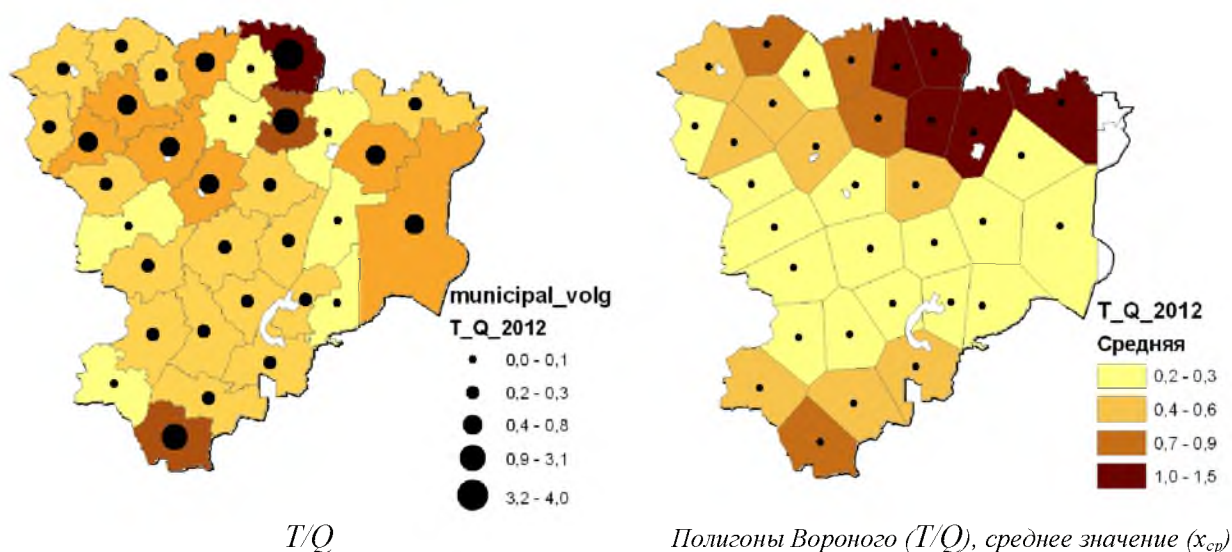 municipal_volg
T_Q_2012
0,0 - 0,1
0,2 - 0,3
0,4 - 0,8
0,9 - 3,1
3,2 - 4,0
T/Q
T_Q_2012
Средняя
0,2 - 0,3
0,4 - 0,6
0,7 - 0,9
1,0 - 1,5
Полигоны Вороного (T/Q), среднее значение (xср)